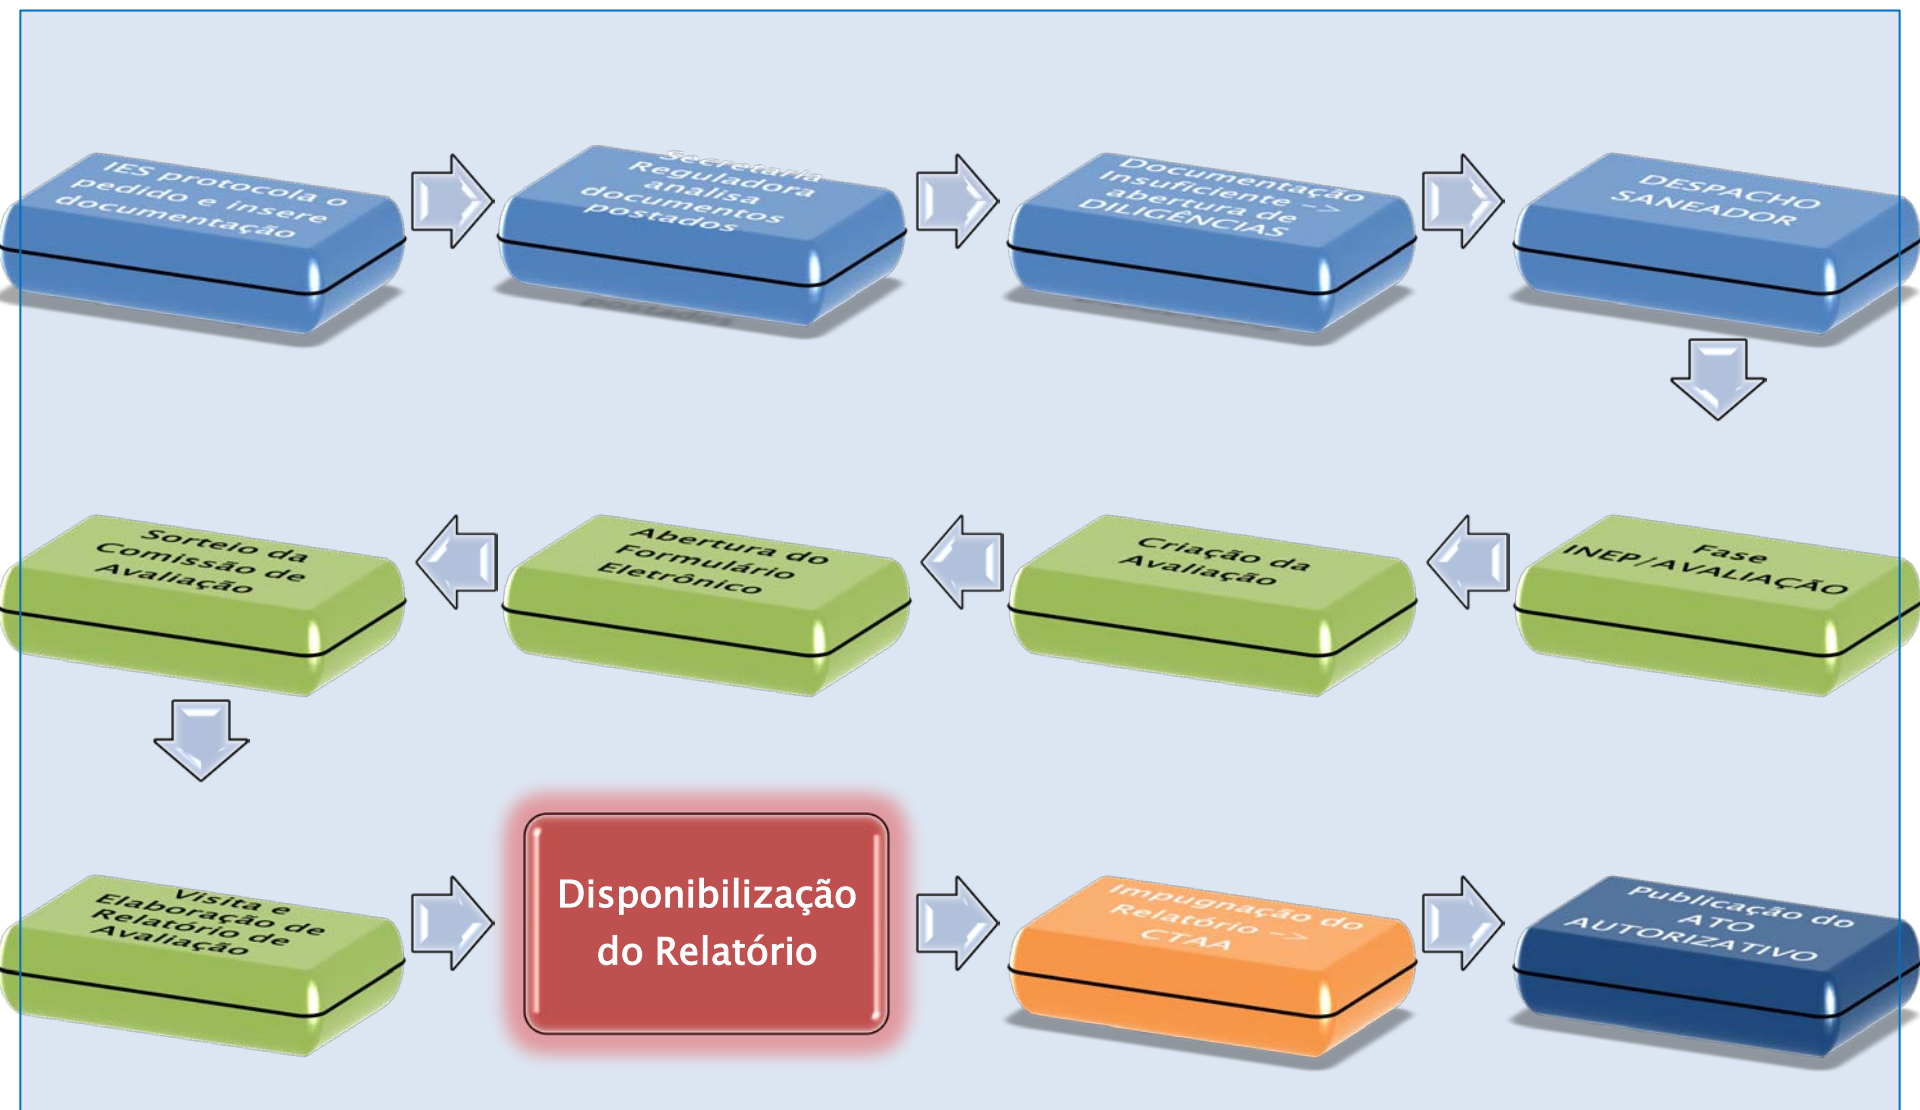 IES protocola o
pedido e insere
documentação
Secretaria
Reguladora
analisa
documentos
postados
Documentação
Insuficiente ->
abertura de
DILIGÊNCIAS
DESPACHO
SANEADOR
Fase
INEP/AVALIAÇÃO
Criação da
Avaliação
Abertura do
Formulário
Eletrônico
Sorteio da
Comissão de
Avaliação
Visita e
Elaboração de
Relatório de
Avaliação
Disponibilização
do Relatório
Impugnação do
Relatório ->
CTAA
Publicação do
ATO
AUTORIZATIVO